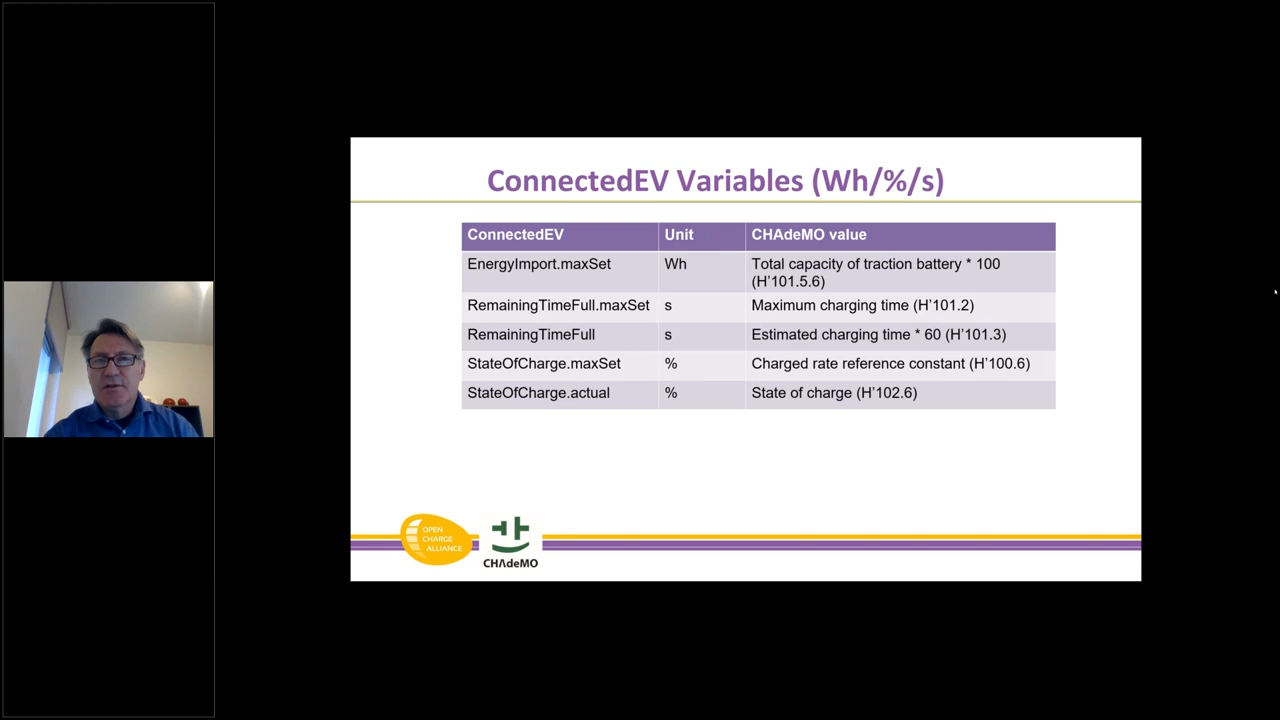 ConnectedEV Variables (Wh/%/s)
ConnectedEV Unit CHAdeMO value
EnergyImport.maxSet Wh Total capacity of traction battery * 100
(H'101.5.6)
RemainingTimeFull.maxSet s Maximum charging time (H'101.2)
RemainingTimeFull s Estimated charging time * 60 (H'101.3)
StateOfCharge.maxSet % Charged rate reference constant (H'100.6)
StateOfCharge.actual % State of charge (H'102.6)
OPEN
CHARGE
ALLIANCE
CHΛdeMO